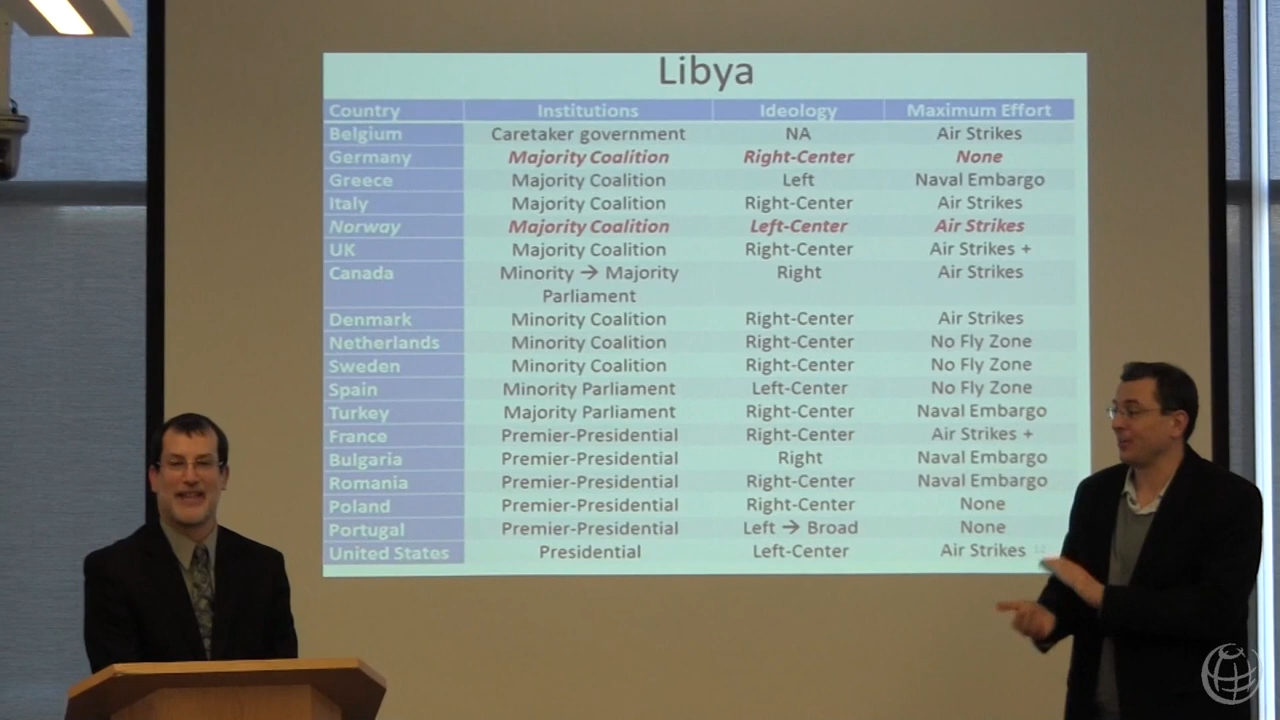 Libya
Country Institutions Ideology Maximum Effort
Belgium Caretaker government NA Air Strikes
Germany Majority Coalition Right-Center None
Greece Majority Coalition Left Naval Embargo
Italy Majority Coalition Right-Center Air Strikes
Norway Majority Coalition Left-Center Air Strikes
UK Majority Coalition Right-Center Air Strikes +
Canada Minority → Majority Right Air Strikes
Parliament
Denmark Minority Coalition Right-Center Air Strikes
Netherlands Minority Coalition Right-Center No Fly Zone
Sweden Minority Coalition Right-Center No Fly Zone
Spain Minority Parliament Left-Center No Fly Zone
Turkey Majority Parliament Right-Center Naval Embargo
France Premier-Presidential Right-Center Air Strikes +
Bulgaria Premier-Presidential Right Naval Embargo
Romania Premier-Presidential Right-Center Naval Embargo
Poland Premier-Presidential Right-Center None
Portugal Premier-Presidential Left → Broad None
United States Presidential Left-Center Air Strikes